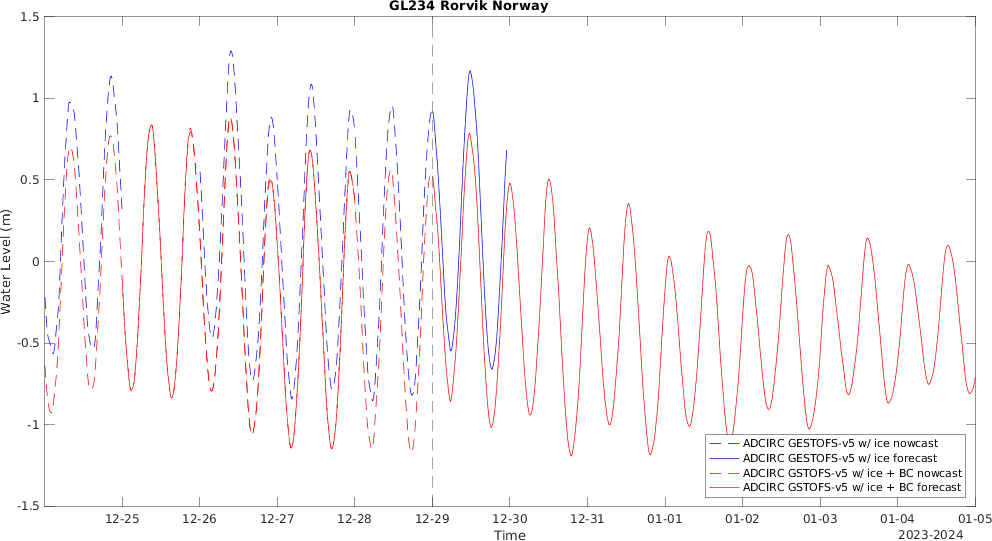 GL234 Rorvik Norway
1.5
1
0.5
0
-0.5
-1
-1.5
Water Level (m)
12-25 12-26 12-27 12-28 12-29 12-30 12-31 01-01 01-02 01-03 01-04 01-05
Time
2023-2024
ADCIRC GESTOFS-v5 w/ ice nowcast
ADCIRC GESTOFS-v5 w/ ice forecast
ADCIRC GSTOFS-v5 w/ ice + BC nowcast
ADCIRC GSTOFS-v5 w/ ice + BC forecast